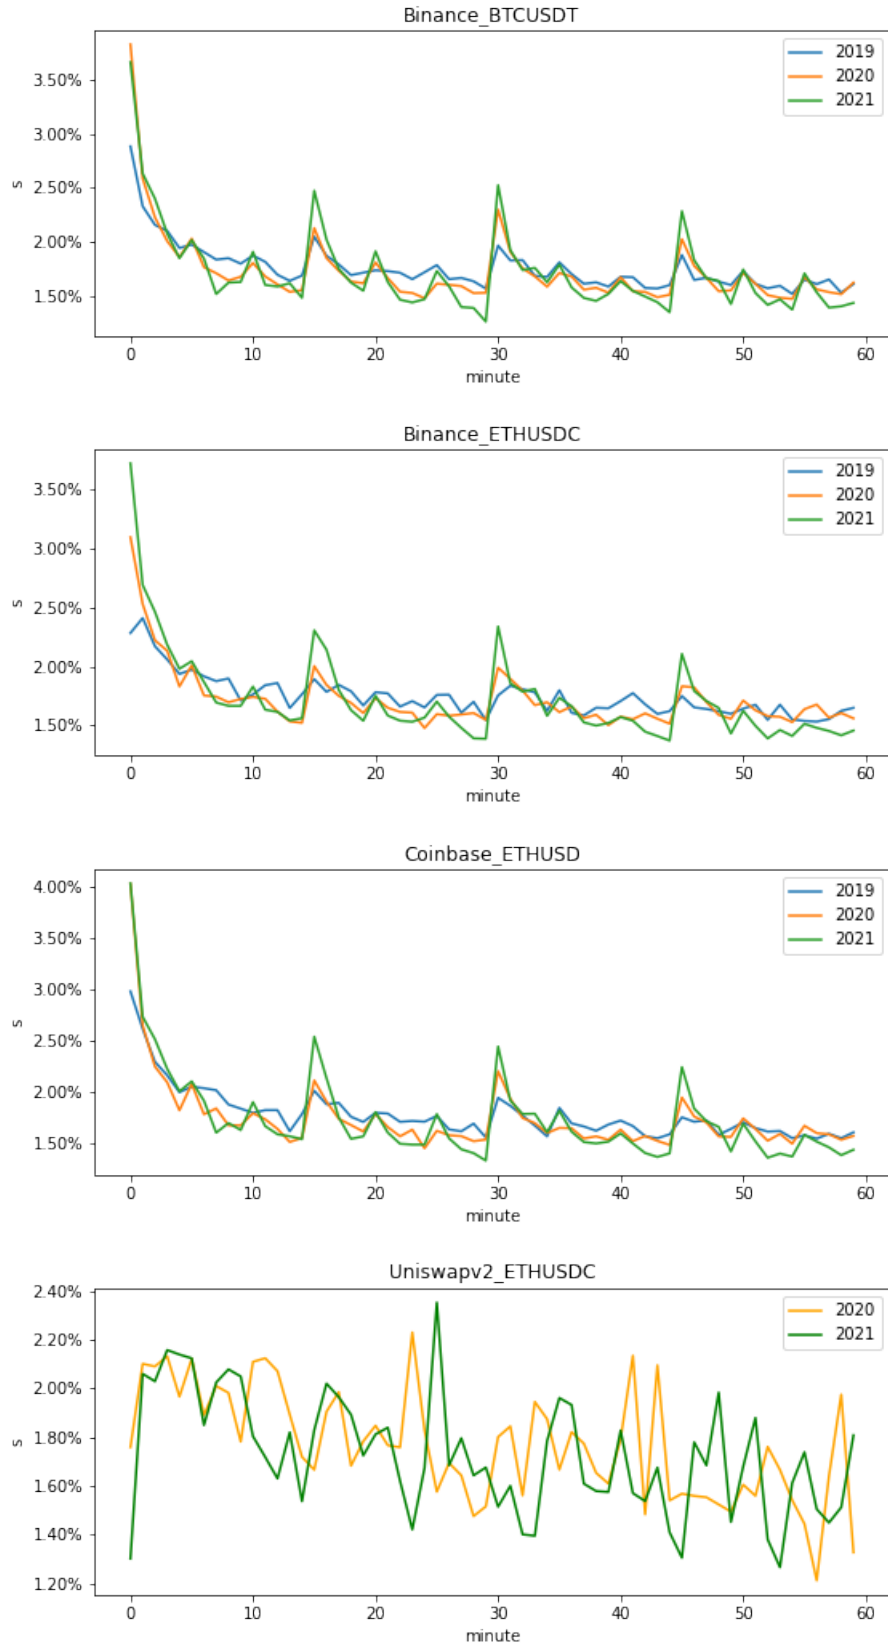 Binance_BTCUSDT
3.50%
3.00%
2.50%
2.00%
1.50%
s
2019
2020
2021
0 10 20 30 40 50 60
minute
Binance_ETHUSDC
3.50%
3.00%
2.50%
2.00%
1.50%
s
2019
2020
2021
0 10 20 30 40 50 60
minute
Coinbase_ETHUSD
4.00%
3.50%
3.00%
2.50%
2.00%
1.50%
s
2019
2020
2021
0 10 20 30 40 50 60
minute
Uniswapv2_ETHUSDC
2.40%
2.20%
2.00%
1.80%
1.60%
1.40%
1.20%
s
2020
2021
0 10 20 30 40 50 60
minute